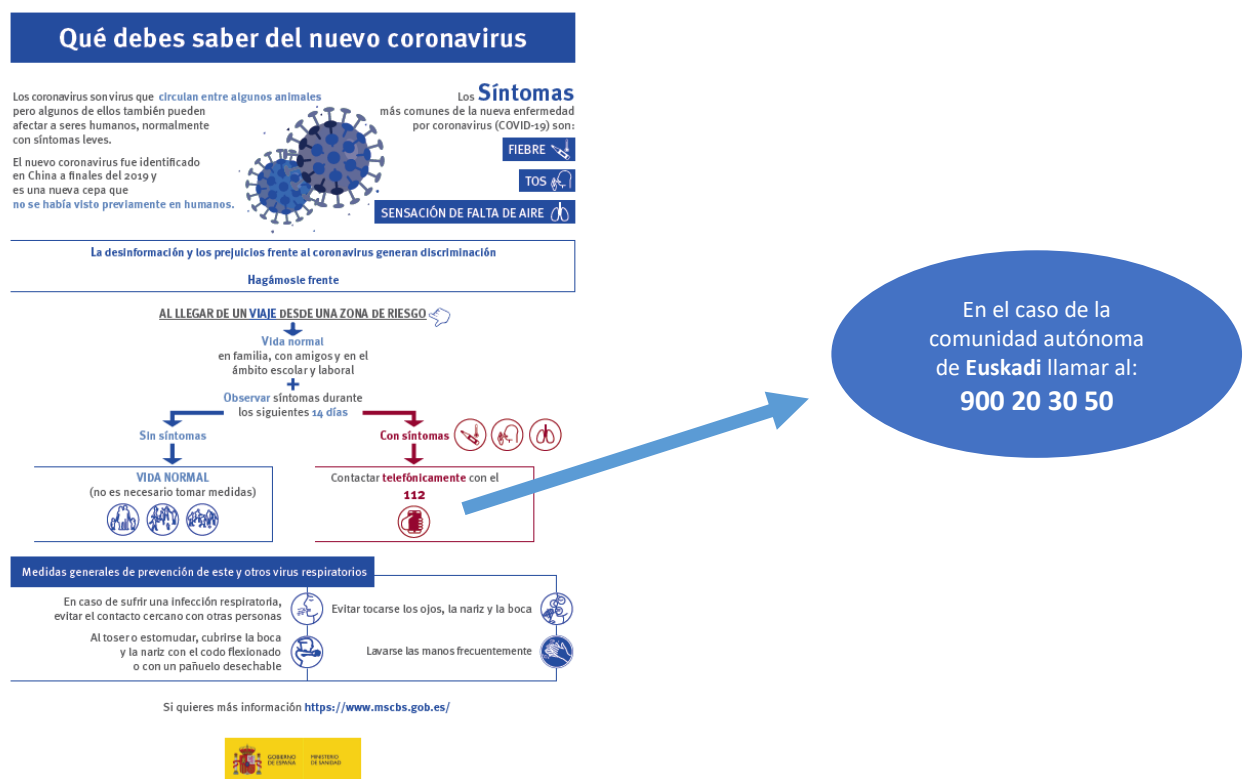 Qué debes saber del nuevo coronavirus
Los coronavirus son virus que circulan entre algunos animales
pero algunos de ellos también pueden
afectar a seres humanos, normalmente
con síntomas leves.
El nuevo coronavirus fue identificado
en China a finales del 2019 y
es una nueva cepa que
no se había visto previamente en humanos.
Los Síntomas
más comunes de la nueva enfermedad
por coronavirus (COVID-19) son:
FIEBRE
TOS
SENSACIÓN DE FALTA DE AIRE
La desinformación y los prejuicios frente al coronavirus generan discriminación
Hagámosle frente
AL LLEGAR DE UN VIAJE DESDE UNA ZONA DE RIESGO
Vida normal
en familia, con amigos y en el
ámbito escolar y laboral
Observar síntomas durante
los siguientes 14 días
Sin síntomas
VIDA NORMAL
(no es necesario tomar medidas)
Con síntomas
Contactar telefónicamente con el
112
En el caso de la
comunidad autónoma
de Euskadi llamar al:
900 20 30 50
Medidas generales de prevención de este y otros virus respiratorios
En caso de sufrir una infección respiratoria,
evitar el contacto cercano con otras personas
Al toser o estornudar, cubrirse la boca
y la nariz con el codo flexionado
o con un pañuelo desechable
Evitar tocarse los ojos, la nariz y la boca
Lavarse las manos frecuentemente
Si quieres más información https://www.mscbs.gob.es/
GOBIERNO
DE ESPAÑA
MINISTERIO
DE SANIDAD